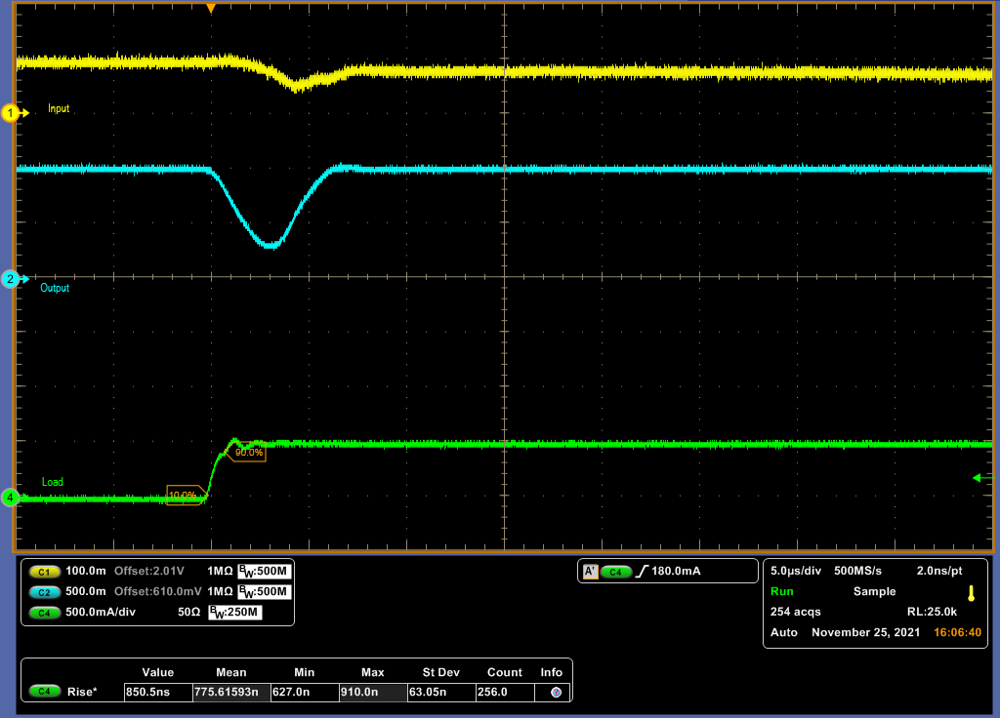 1
Input
2
Output
90.0%
Load
10.0%
4
C1 100.0m Offset:2.01V 1MΩ BW:500M
C2 500.0m Offset:610.0mV 1MΩ BW:500M
C4 500.0mA/div 50Ω BW:250M
A' C4 180.0mA
5.0µs/div 500MS/s 2.0ns/pt
Run Sample
254 acqs RL:25.0k
Auto November 25, 2021 16:06:40
Value Mean Min Max St Dev Count Info
C4 Rise* 850.5ns 775.61593n 627.0n 910.0n 63.05n 256.0